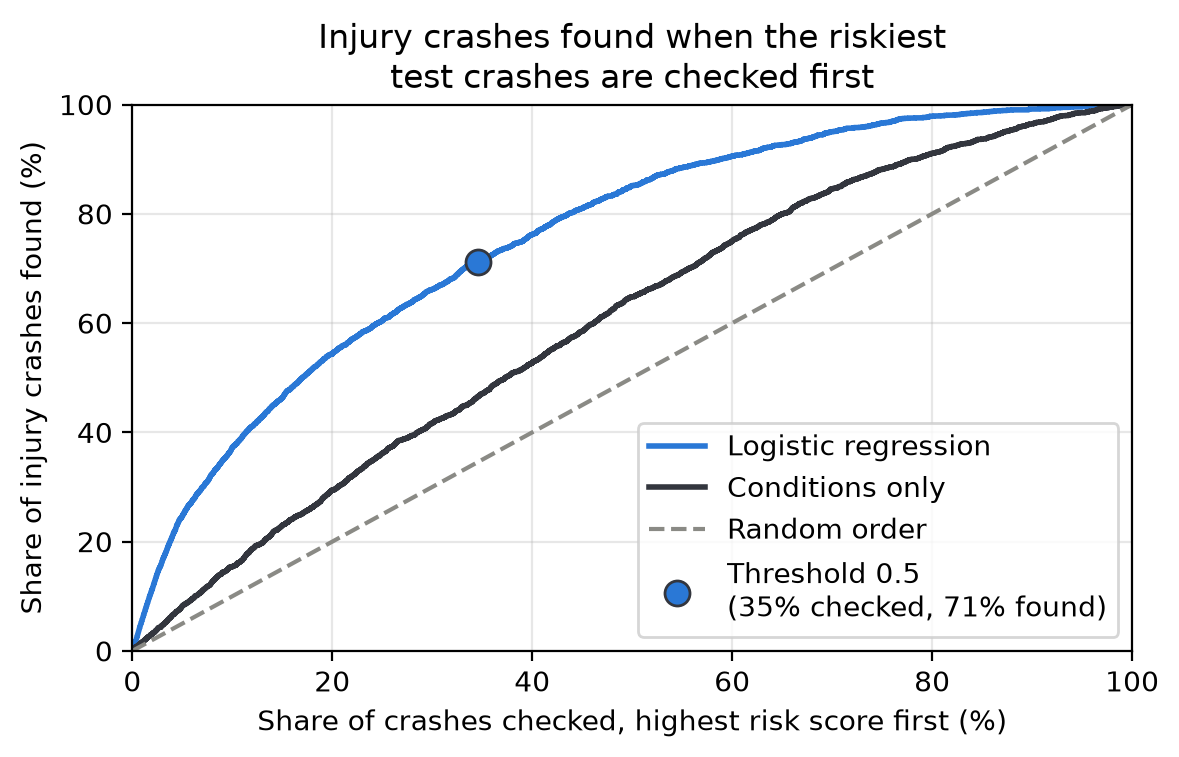 Injury crashes found when the riskiest
test crashes are checked first
Share of injury crashes found (%)
100
80
60
40
20
0
0 20 40 60 80 100
Share of crashes checked, highest risk score first (%)
Logistic regression
Conditions only
Random order
Threshold 0.5
(35% checked, 71% found)